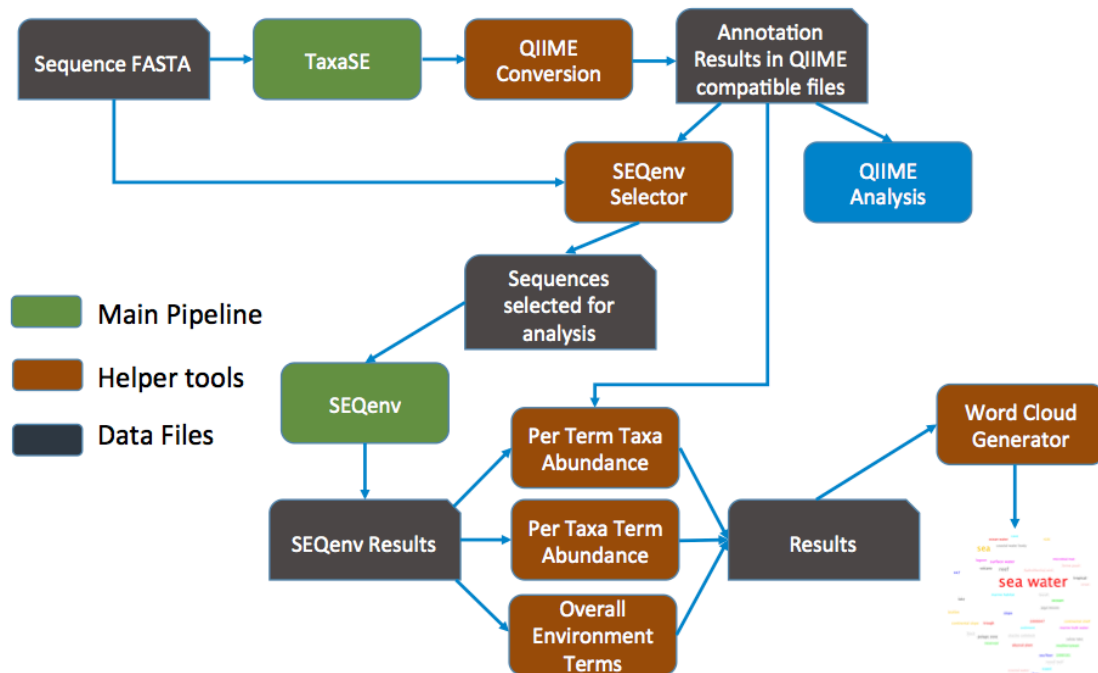 Sequence FASTA
TaxaSE
QIIME
Conversion
Annotation
Results in QIIME
compatible files
SEQenv
Selector
QIIME
Analysis
Sequences
selected for
analysis
Main Pipeline
Helper tools
Data Files
SEQenv
Per Term Taxa
Abundance
Word Cloud
Generator
SEQenv Results
Per Taxa Term
Abundance
Results
Overall
Environment
Terms
sea
reef
sea water